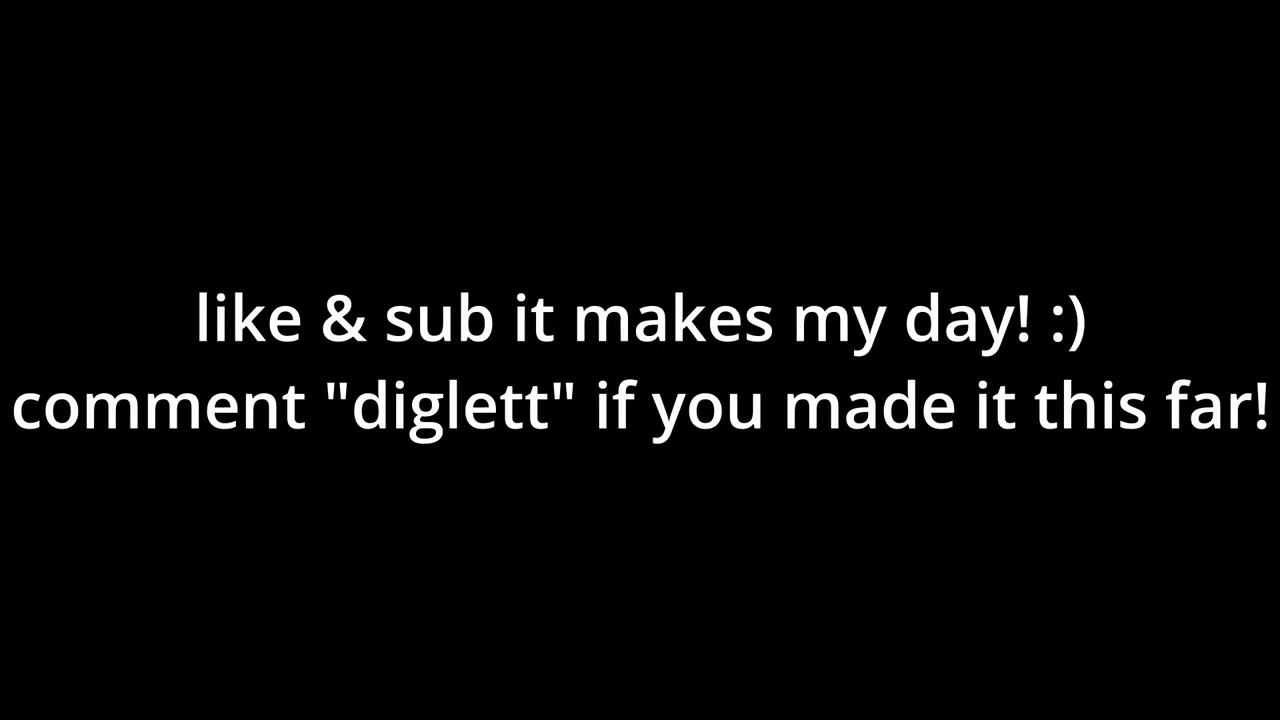 like & sub it makes my day! :)
comment "diglett" if you made it this far!